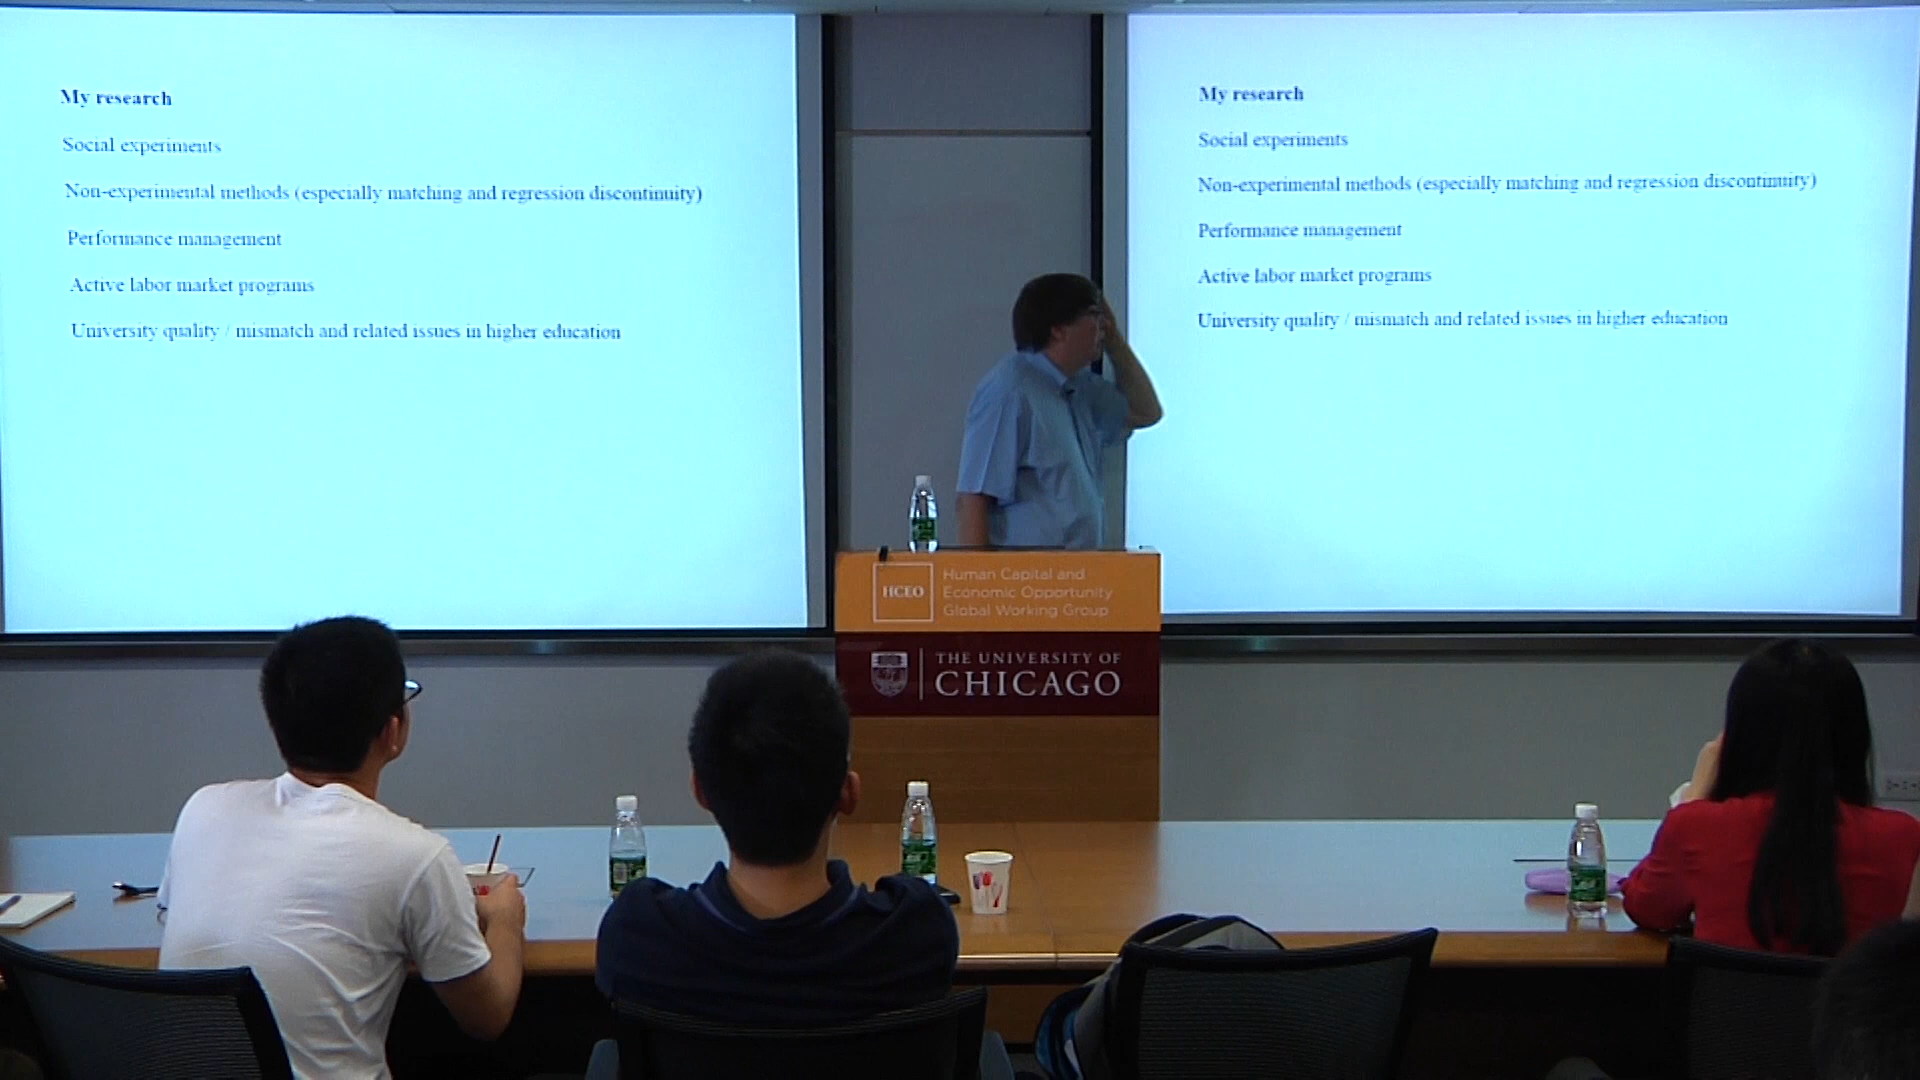 My research
Social experiments
Non-experimental methods (especially matching and regression discontinuity)
Performance management
Active labor market programs
University quality / mismatch and related issues in higher education
My research
Social experiments
Non-experimental methods (especially matching and regression discontinuity)
Performance management
Active labor market programs
University quality / mismatch and related issues in higher education
HCEO
Human Capital and
Economic Opportunity
Global Working Group
THE UNIVERSITY OF
CHICAGO